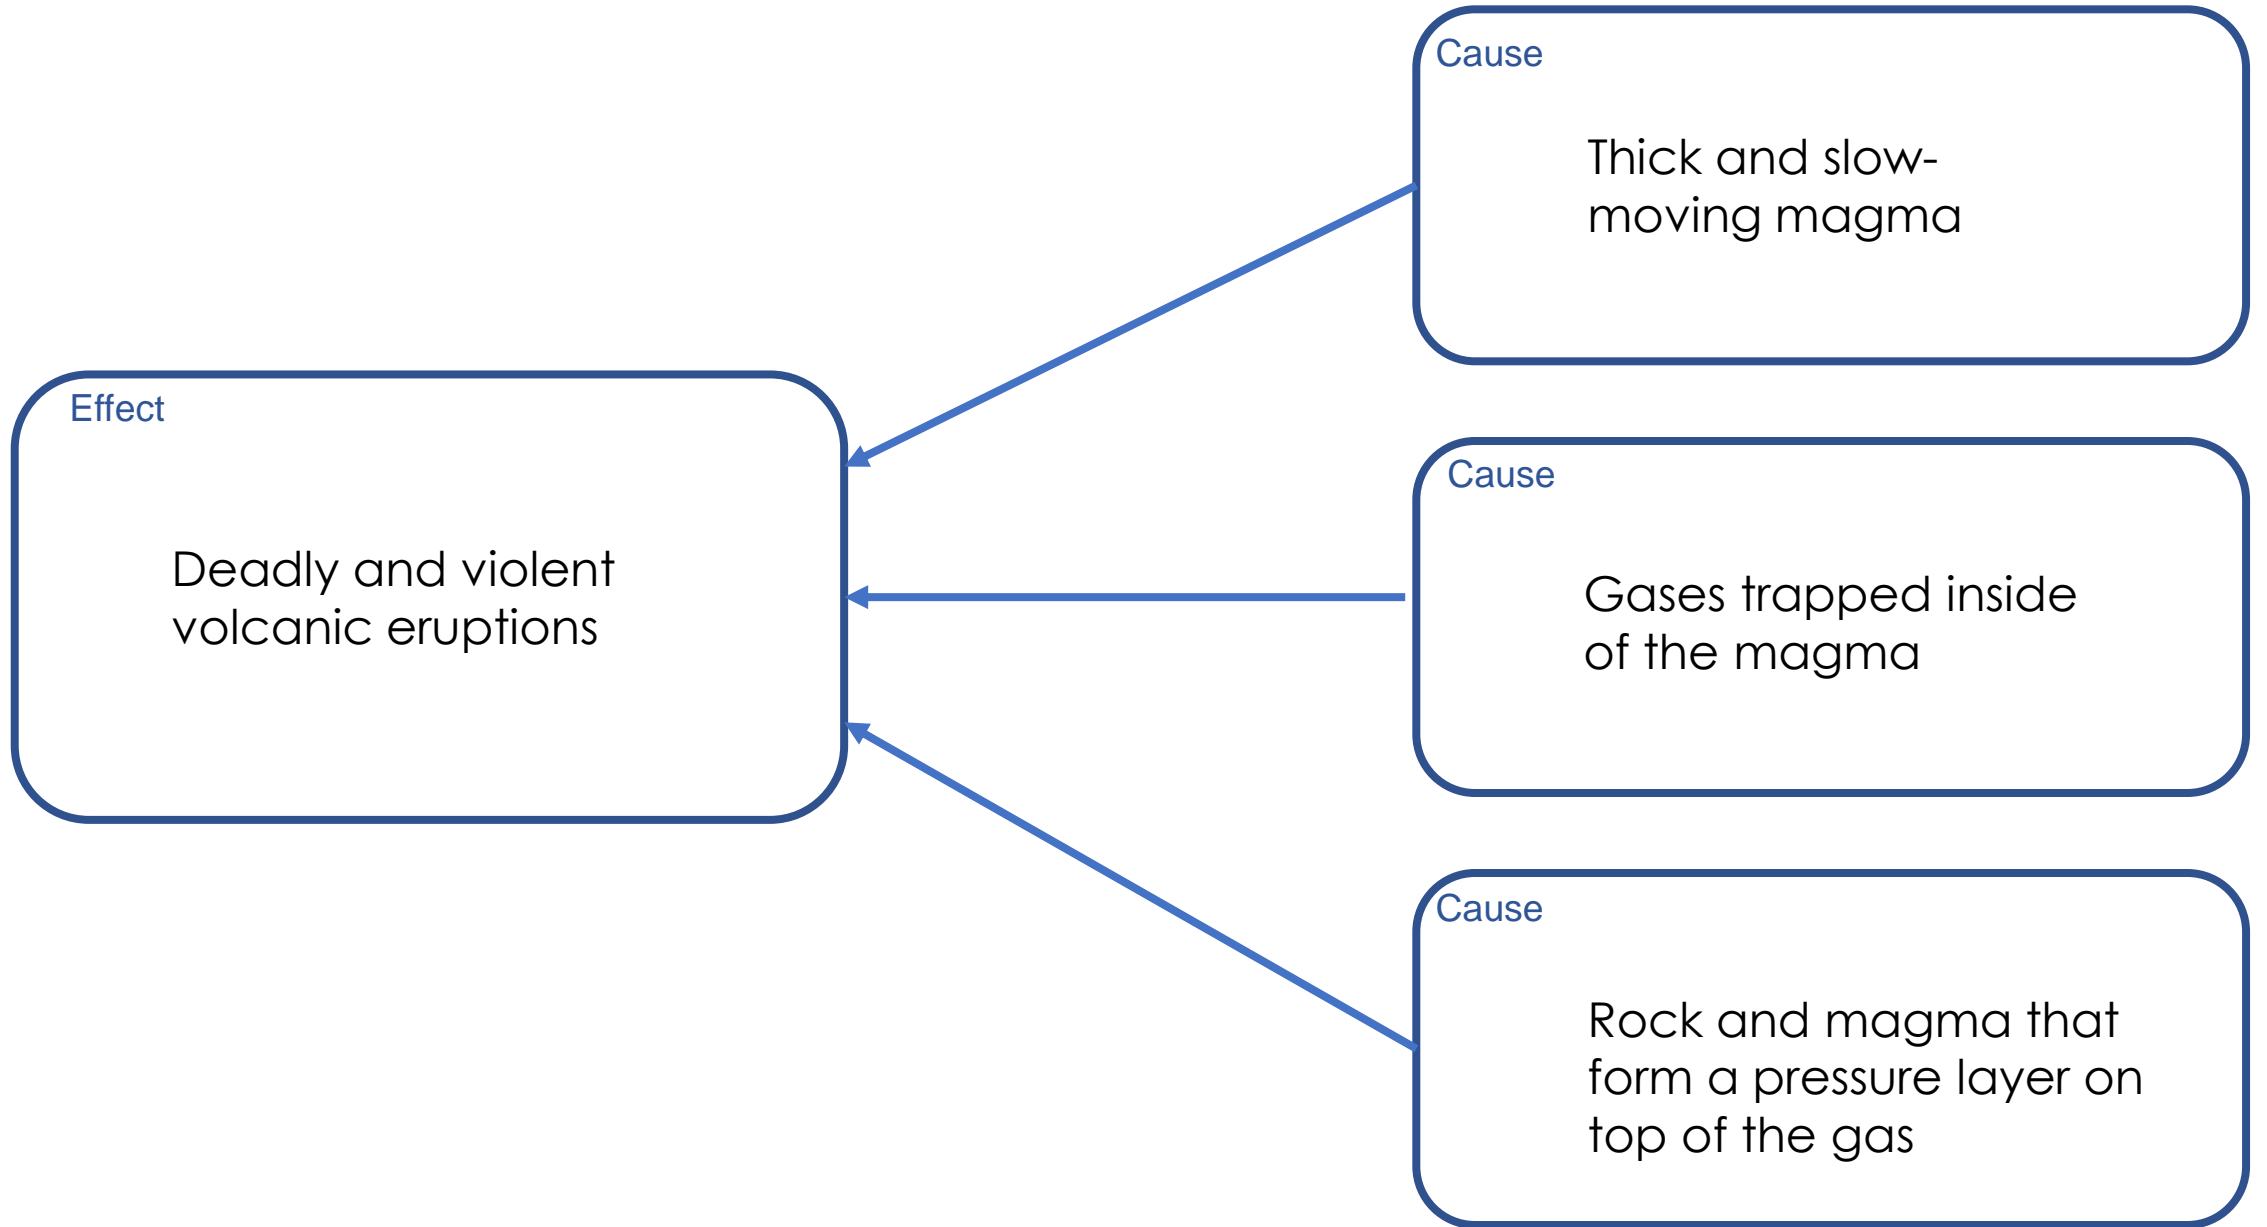 Effect
Deadly and violent
volcanic eruptions
Cause
Thick and slow-
moving magma
Cause
Gases trapped inside
of the magma
Cause
Rock and magma that
form a pressure layer on
top of the gas